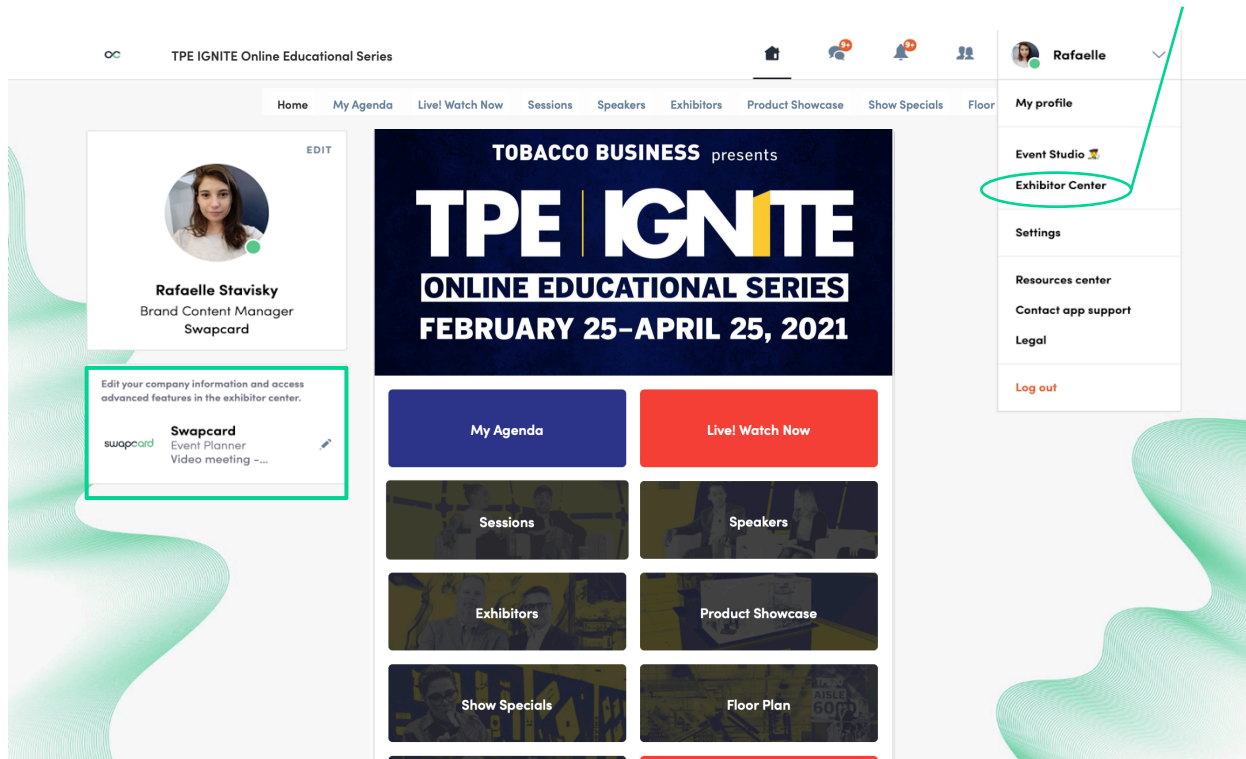 TPE IGNITE Online Educational Series
9+
9+
Rafaelle
Home My Agenda Live! Watch Now Sessions Speakers Exhibitors Product Showcase Show Specials Floor
My profile
Event Studio
Exhibitor Center
Settings
Resources center
Contact app support
Legal
Log out
EDIT
Rafaelle Stavisky
Brand Content Manager
Swapcard
Edit your company information and access
advanced features in the exhibitor center.
swapcard
Swapcard
Event Planner
Video meeting –...
TOBACCO BUSINESS presents
TPE | IGNITE
ONLINE EDUCATIONAL SERIES
FEBRUARY 25–APRIL 25, 2021
My Agenda
Live! Watch Now
Sessions
Speakers
Exhibitors
Product Showcase
Show Specials
Floor Plan
AISLE